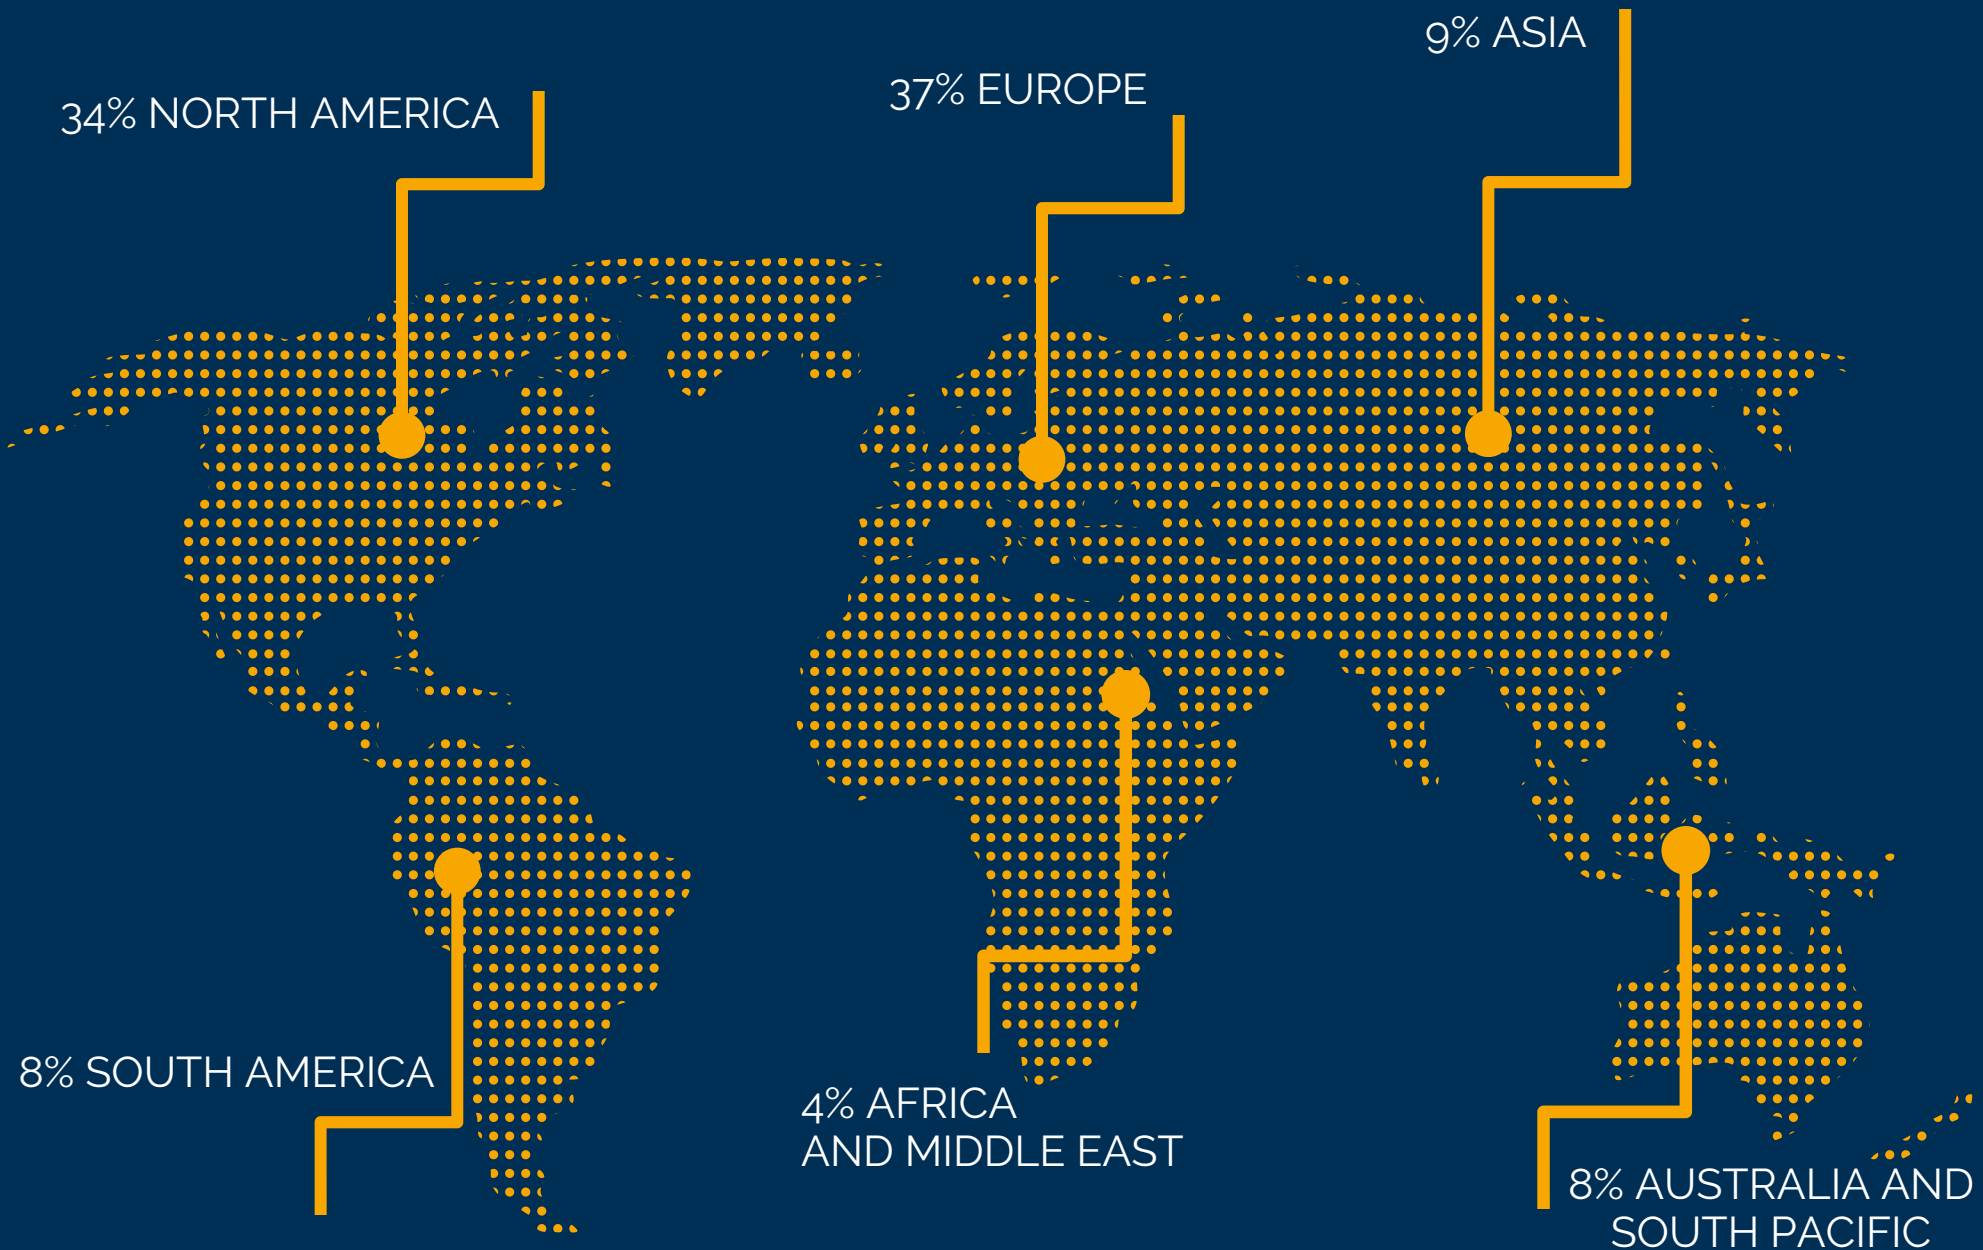 9% ASIA
37% EUROPE
34% NORTH AMERICA
8% SOUTH AMERICA
4% AFRICA
AND MIDDLE EAST
8% AUSTRALIA AND
SOUTH PACIFIC